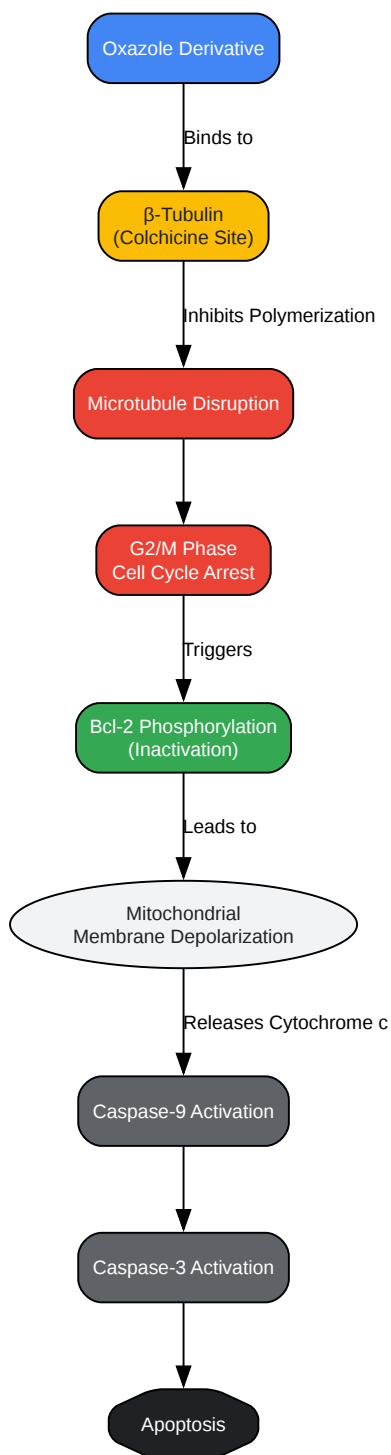 Oxazole Derivative
Binds to
β-Tubulin
(Colchicine Site)
Inhibits Polymerization
Microtubule Disruption
G2/M Phase
Cell Cycle Arrest
Triggers
Bcl-2 Phosphorylation
(Inactivation)
Leads to
Mitochondrial
Membrane Depolarization
Releases Cytochrome c
Caspase-9 Activation
Caspase-3 Activation
Apoptosis